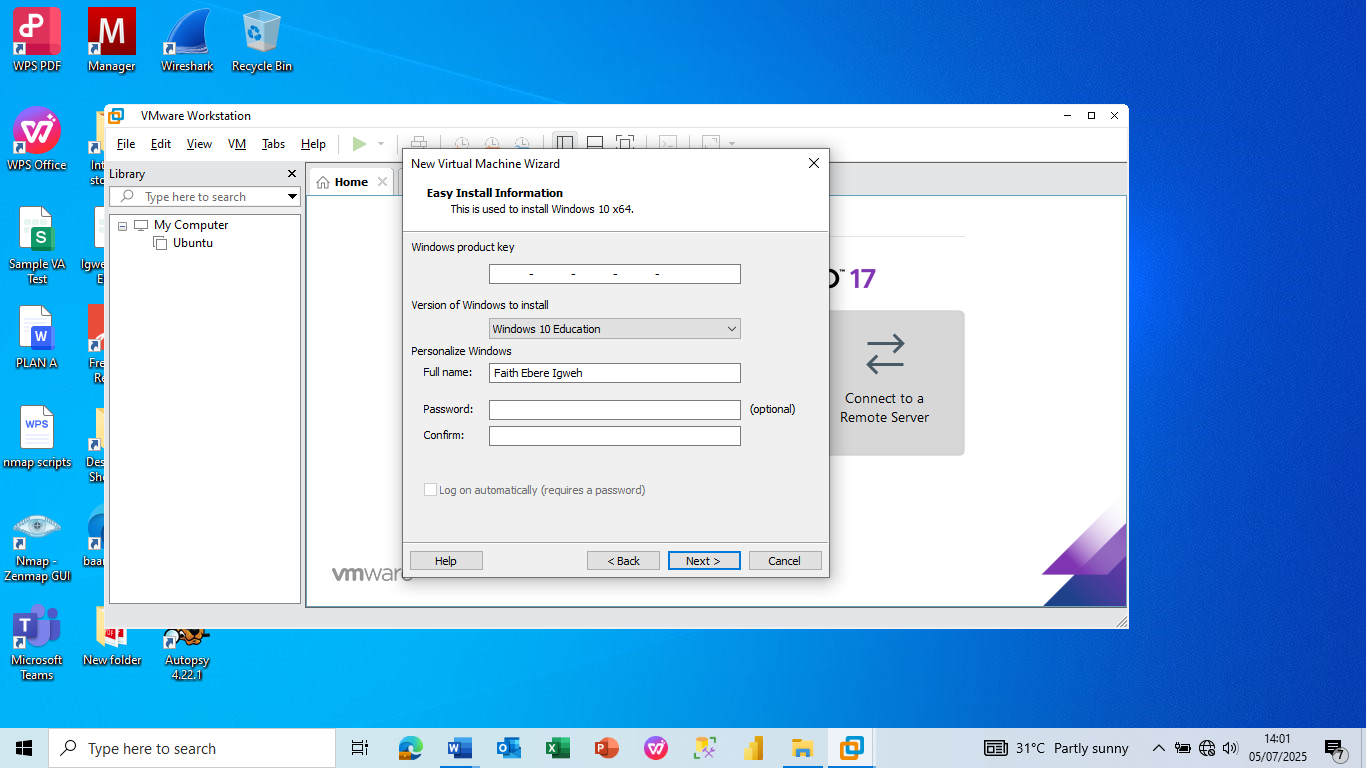 WPS PDF
Manager
Wireshark
Recycle Bin
WPS Office
Sample VA
Test
PLAN A
WPS
nmap scripts
Nmap -
Zenmap GUI
Microsoft
Teams
New folder
Autopsy
4.22.1
VMware Workstation
File Edit View VM Tabs Help
Library
Type here to search
My Computer
Ubuntu
Home
17
Connect to a
Remote Server
New Virtual Machine Wizard
Easy Install Information
This is used to install Windows 10 x64.
Windows product key
- - - -
Version of Windows to install
Windows 10 Education
Personalize Windows
Full name: Faith Ebere Igweh
Password: (optional)
Confirm:
Log on automatically (requires a password)
Help < Back Next > Cancel
Type here to search
31°C Partly sunny
14:01
05/07/2025
7